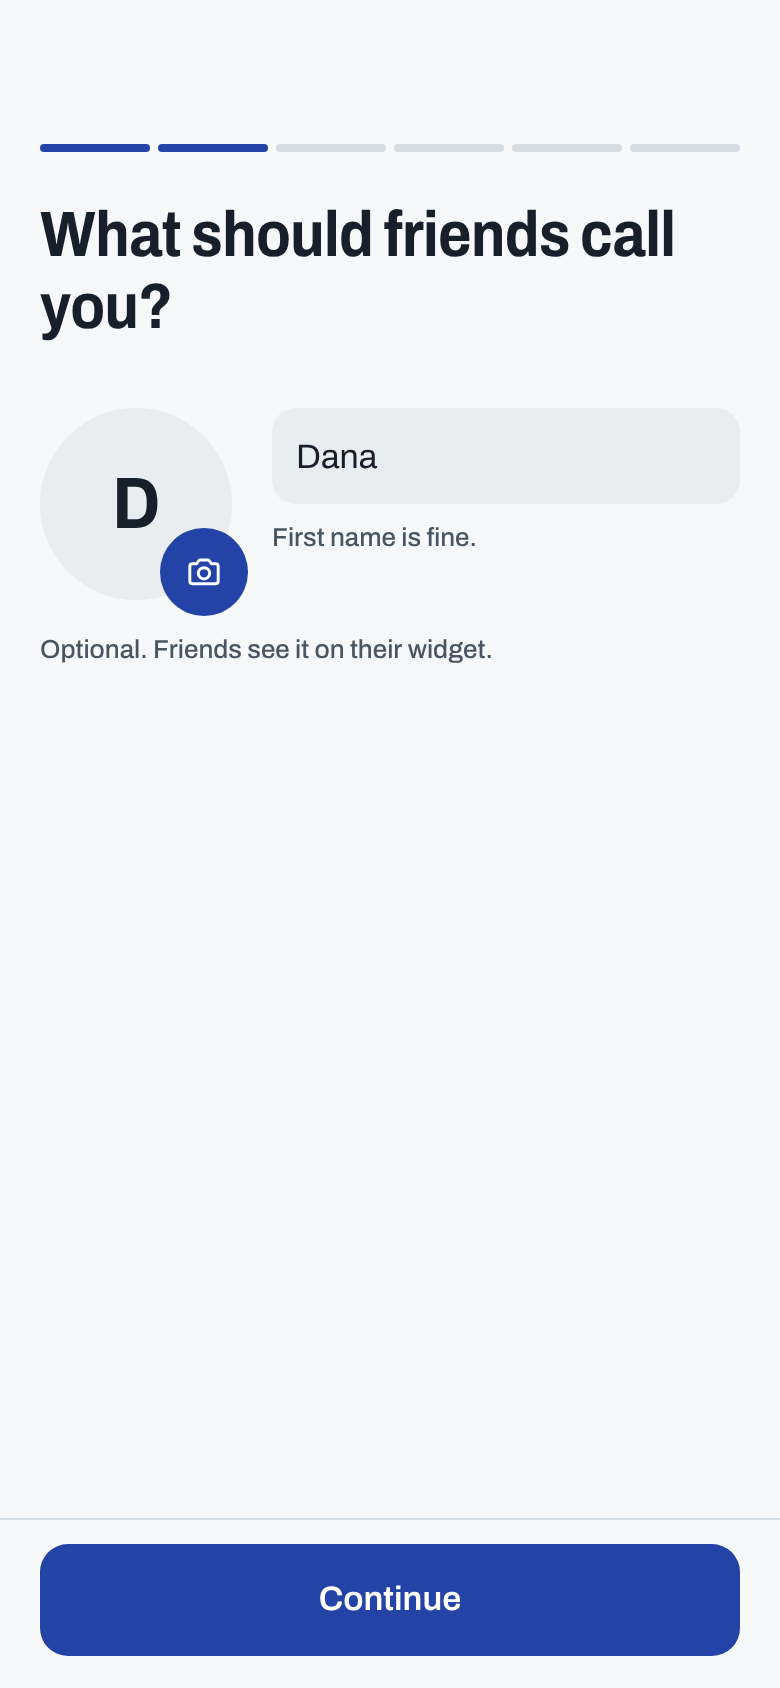 What should friends call
you?
D
Dana
First name is fine.
Optional. Friends see it on their widget.
Continue